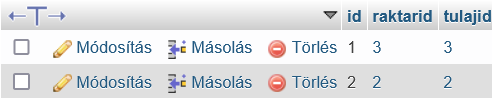 id raktarid tulajid
Módosítás Másolás Törlés 1 3 3
Módosítás Másolás Törlés 2 2 2